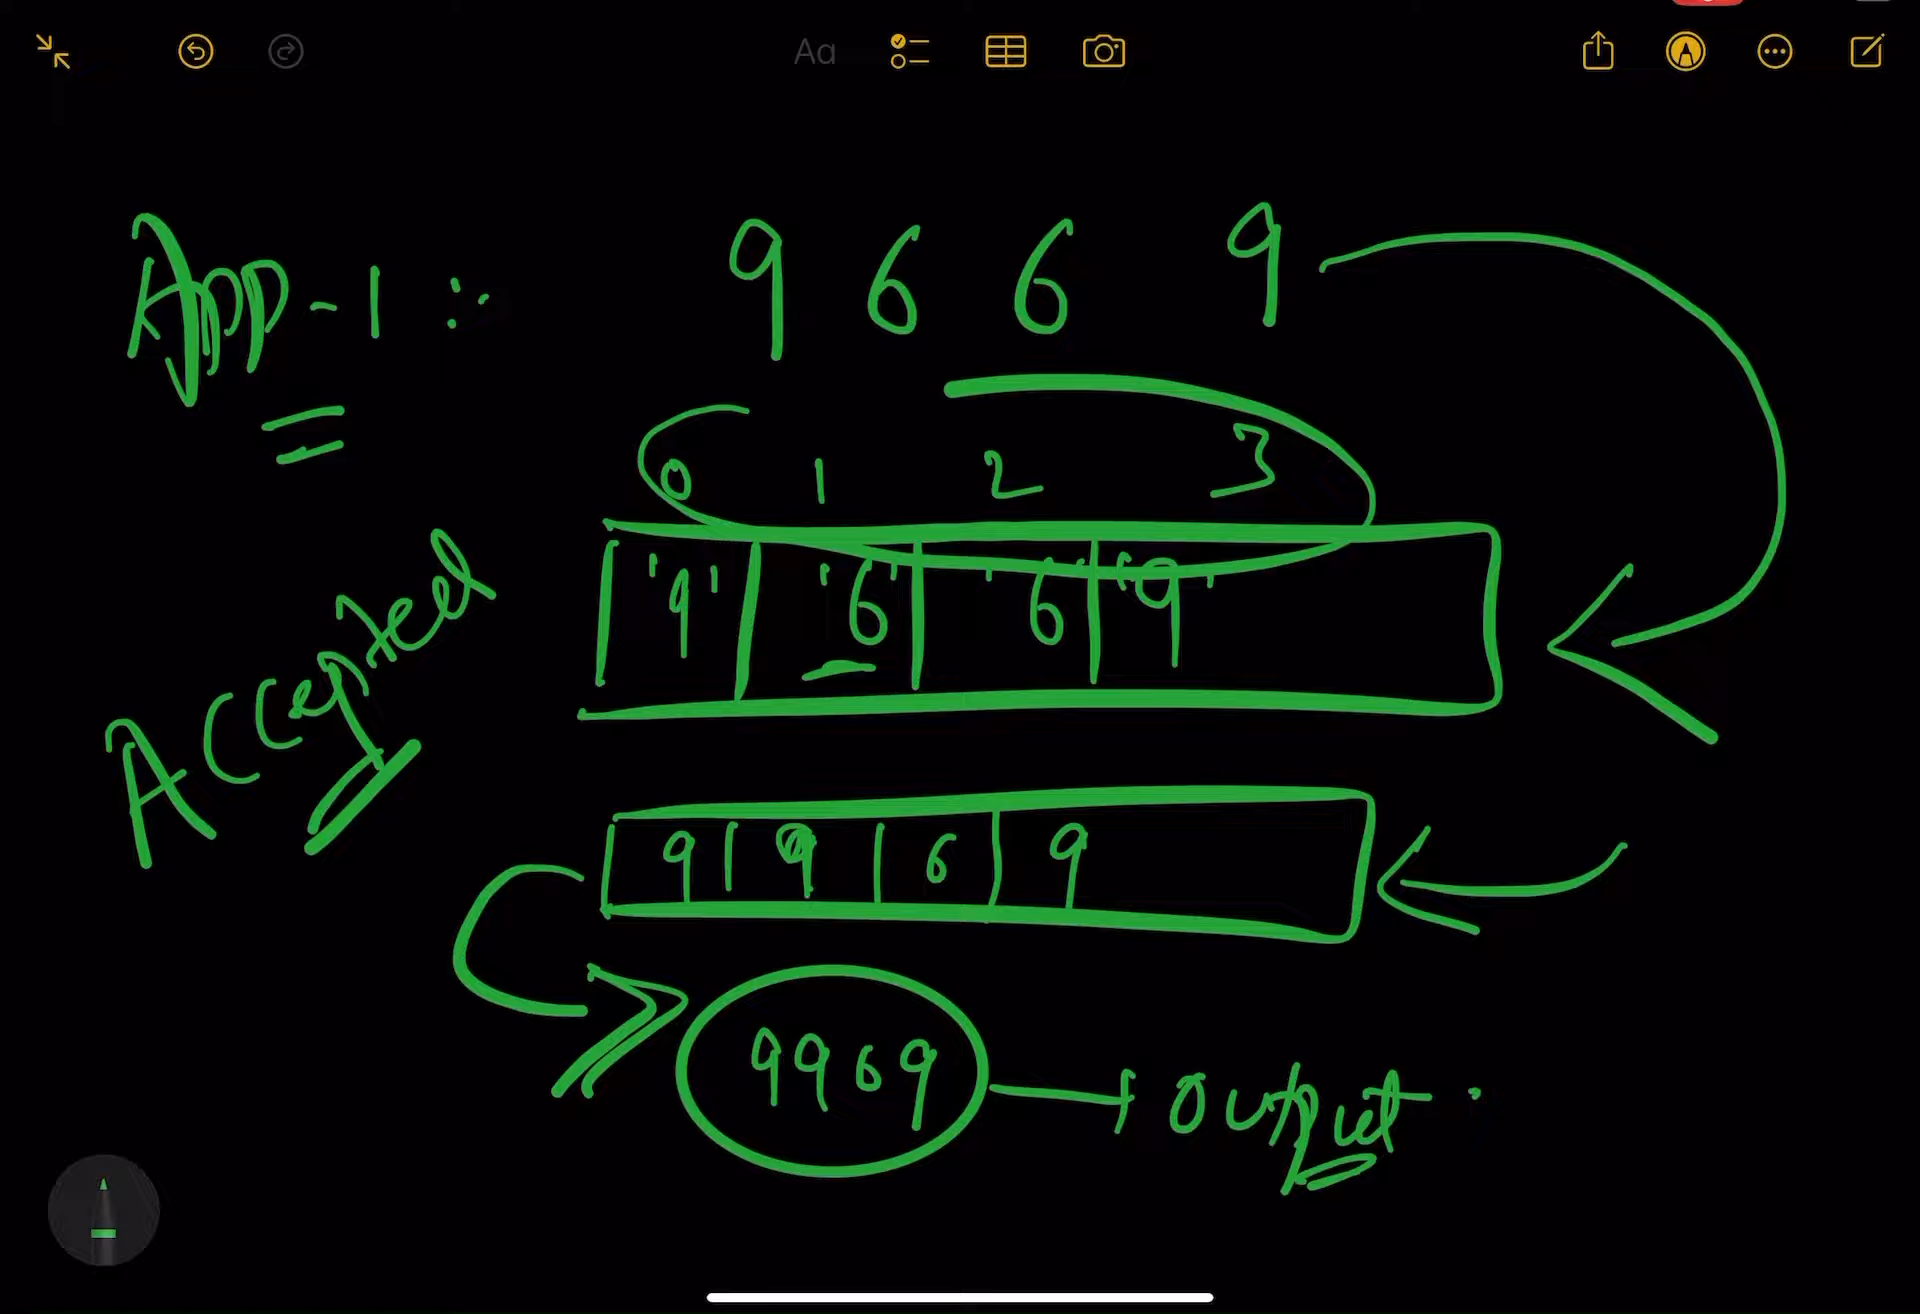 Aa
App-1 :-
9 6 6 9
0 1 2 3
'9' '6' '6' '9'
Accepted
9 9 6 9
9969 → output.